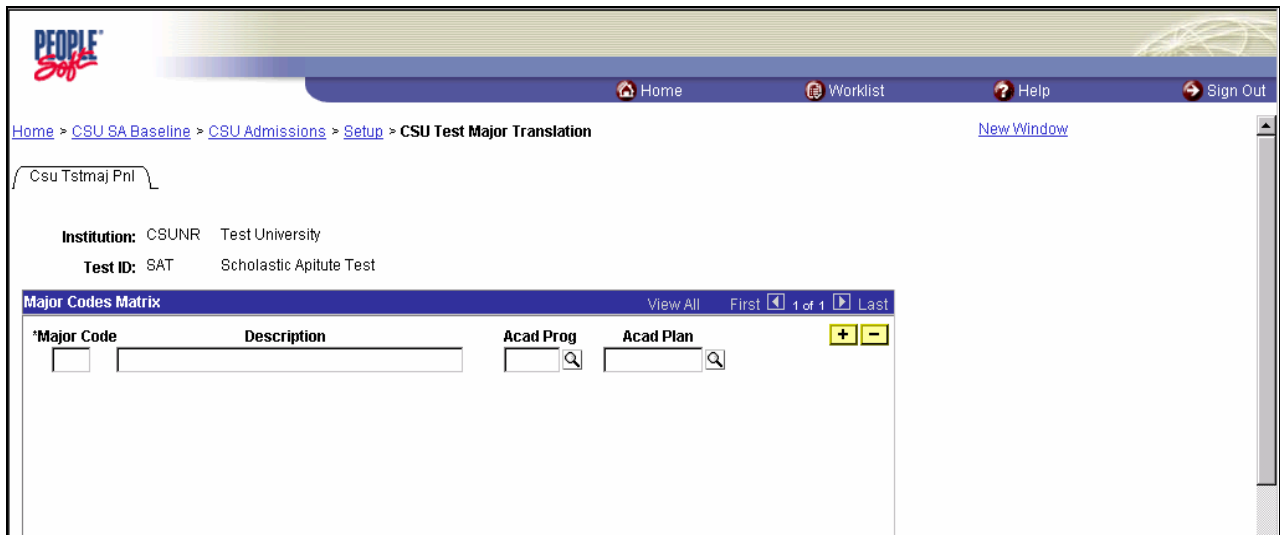 PEOPLE Soft
Home Worklist Help Sign Out
Home > CSU SA Baseline > CSU Admissions > Setup > CSU Test Major Translation New Window
Csu Tstmaj Pnl
Institution: CSUNR Test University
Test ID: SAT Scholastic Apitute Test
Major Codes Matrix View All First 1 of 1 Last
*Major Code Description Acad Prog Acad Plan + −